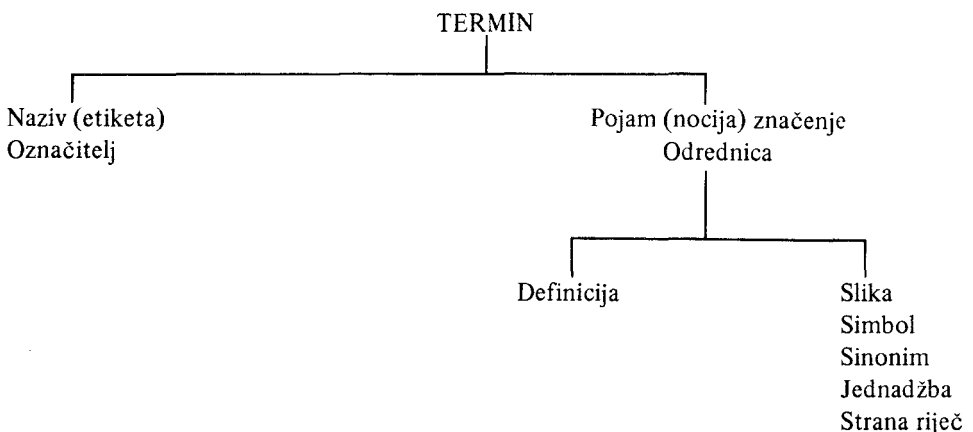 TERMIN
Naziv (etiketa)
Označitelj
Pojam (nocija) značenje
Odrednica
Definicija
Slika
Simbol
Sinonim
Jednadžba
Strana riječ